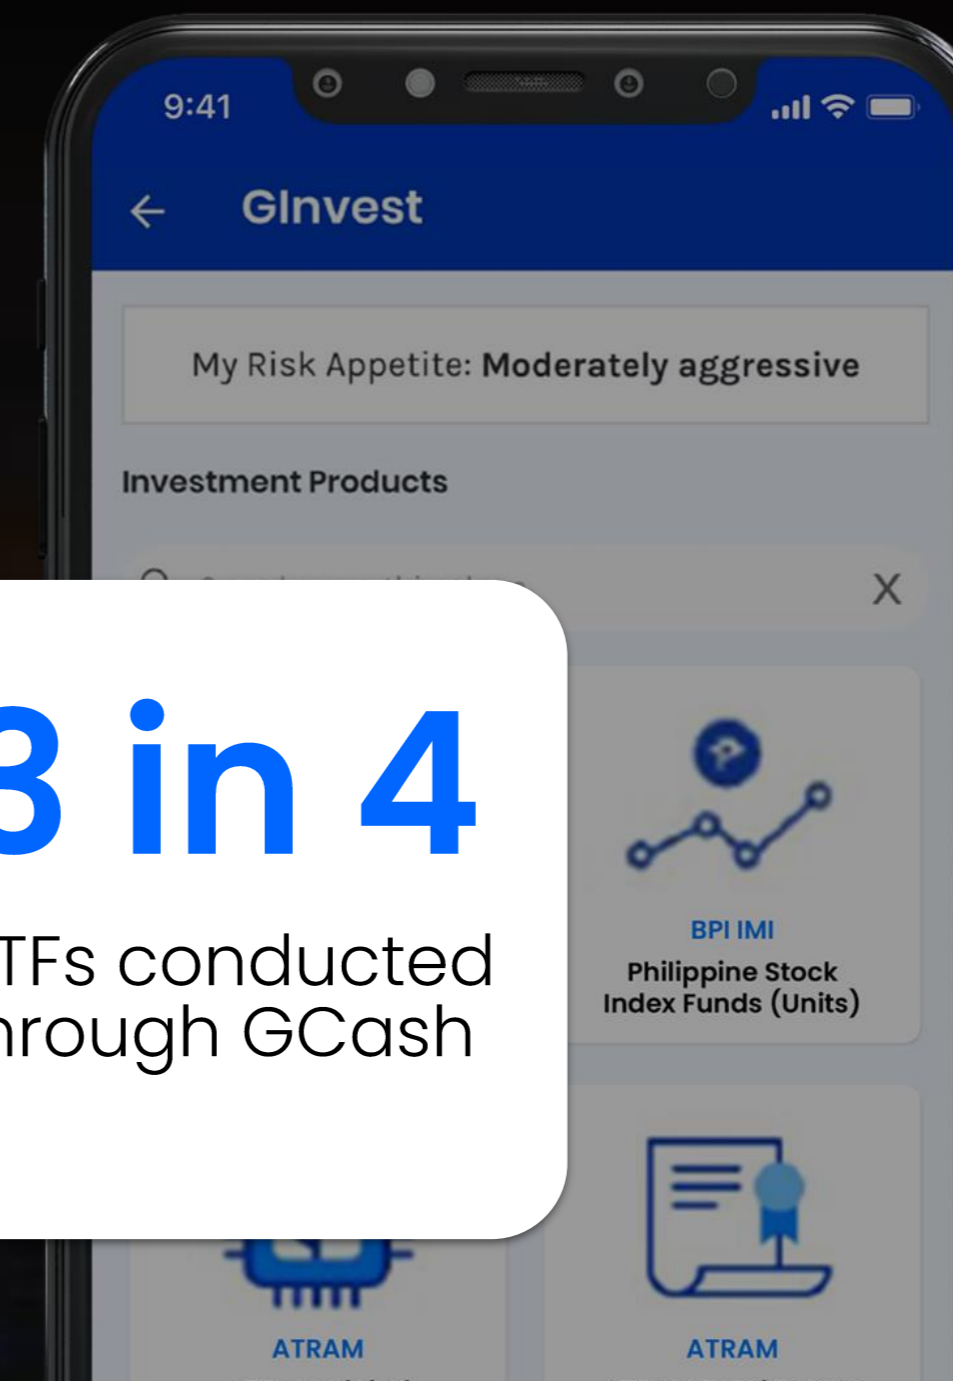 9:41
GInvest
My Risk Appetite: Moderately aggressive
Investment Products
X
3 in 4
TFs conducted
hrough GCash
BPI IMI
Philippine Stock
Index Funds (Units)
ATRAM
ATRAM